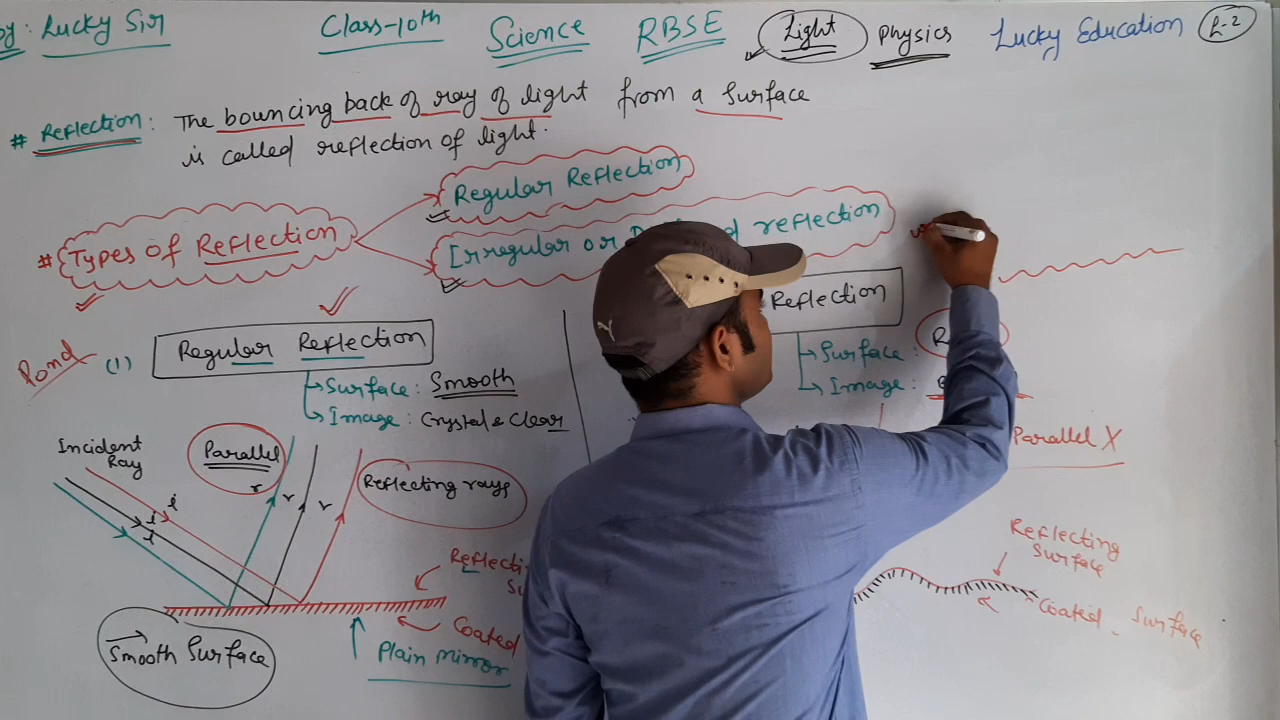 by: Lucky Sir Class-10th Science RBSE Light Physics Lucky Education L-2
# Reflection: The bouncing back of ray of light from a surface
is called reflection of light.
# Types of Reflection
Regular Reflection
Irregular or reflection
Pond
(1) Regular Reflection
Surface: Smooth
Image: Crystal & Clear
Reflection
Surface:
Image:
Incident
Ray
Parallel
Reflecting rays
i
i
i
r
r
r
Coated
Plain mirror
Smooth Surface
Parallel X
Reflecting
Surface
Coated Surface